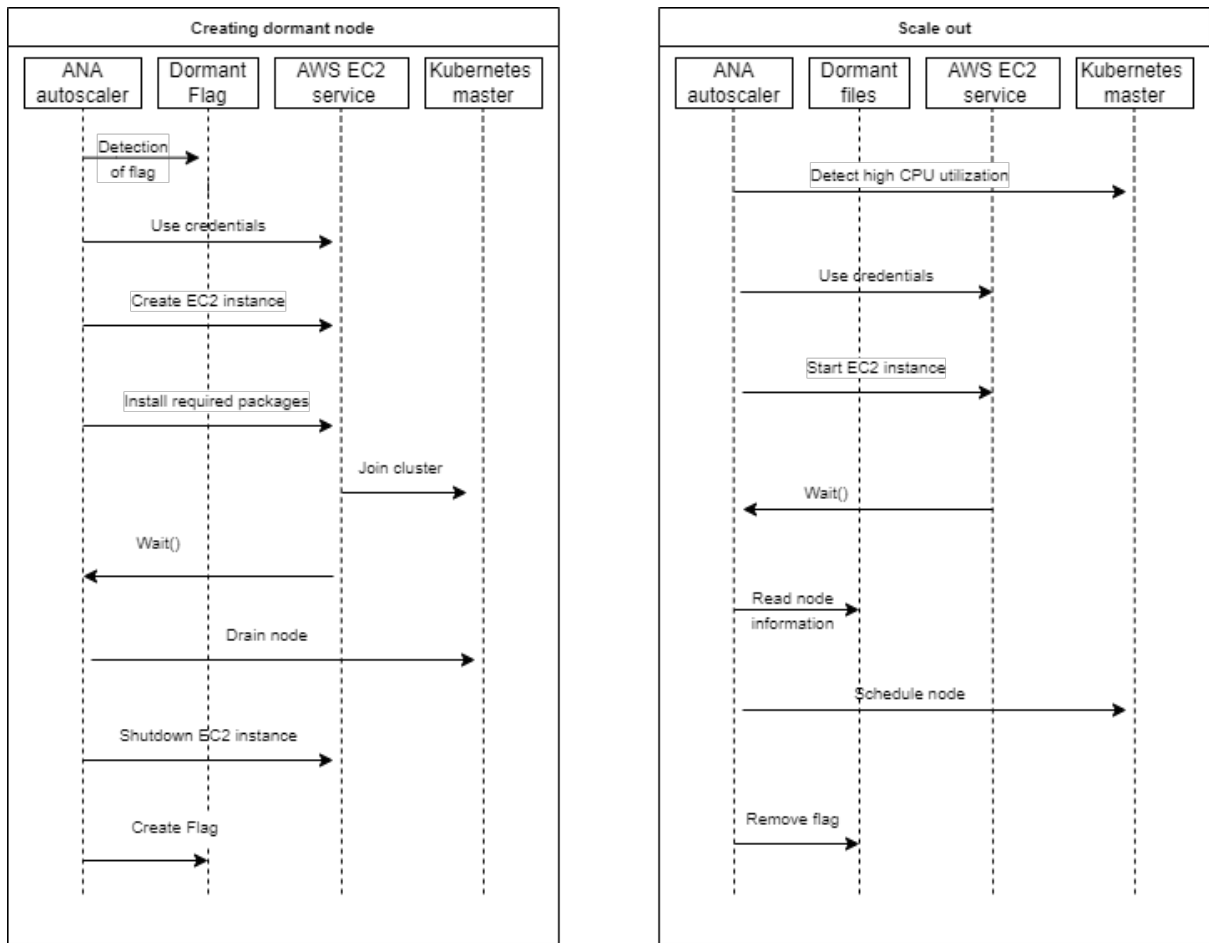 Creating dormant node
ANA
autoscaler
Dormant
Flag
AWS EC2
service
Kubernetes
master
Detection
of flag
Use credentials
Create EC2 instance
Install required packages
Join cluster
Wait()
Drain node
Shutdown EC2 instance
Create Flag
Scale out
ANA
autoscaler
Dormant
files
AWS EC2
service
Kubernetes
master
Detect high CPU utilization
Use credentials
Start EC2 instance
Wait()
Read node
information
Schedule node
Remove flag